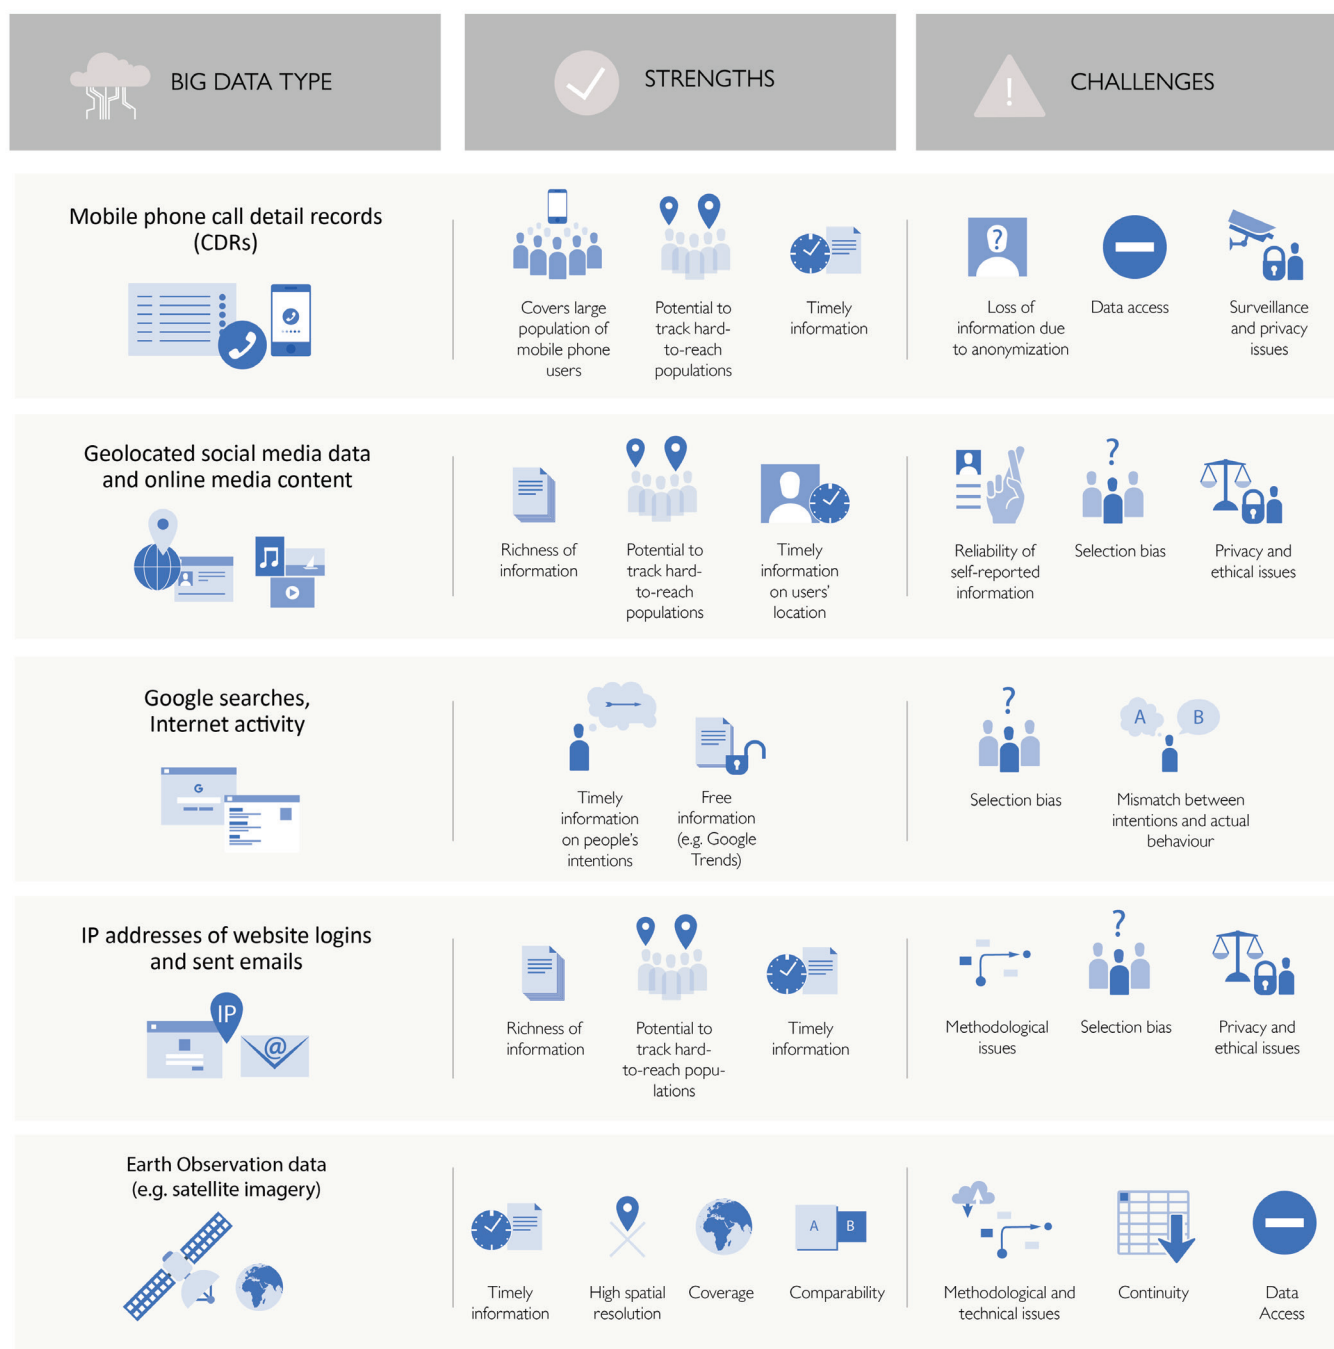 BIG DATA TYPE
STRENGTHS
!
CHALLENGES
Mobile phone call detail records
(CDRs)
Covers large
population of
mobile phone
users
Potential to
track hard-
to-reach
populations
Timely
information
?
Loss of
information due
to anonymization
Data access
Surveillance
and privacy
issues
Geolocated social media data
and online media content
Richness of
information
Potential to
track hard-
to-reach
populations
Timely
information
on users’
location
Reliability of
self-reported
information
?
Selection bias
Privacy and
ethical issues
Google searches,
Internet activity
G
Timely
information
on people’s
intentions
Free
information
(e.g. Google
Trends)
?
Selection bias
A B
Mismatch between
intentions and actual
behaviour
IP addresses of website logins
and sent emails
IP
@
Richness of
information
Potential to
track hard-
to-reach popu-
lations
Timely
information
Methodological
issues
?
Selection bias
Privacy and
ethical issues
Earth Observation data
(e.g. satellite imagery)
Timely
information
High spatial
resolution
Coverage
A B
Comparability
Methodological and
technical issues
Continuity
Data
Access